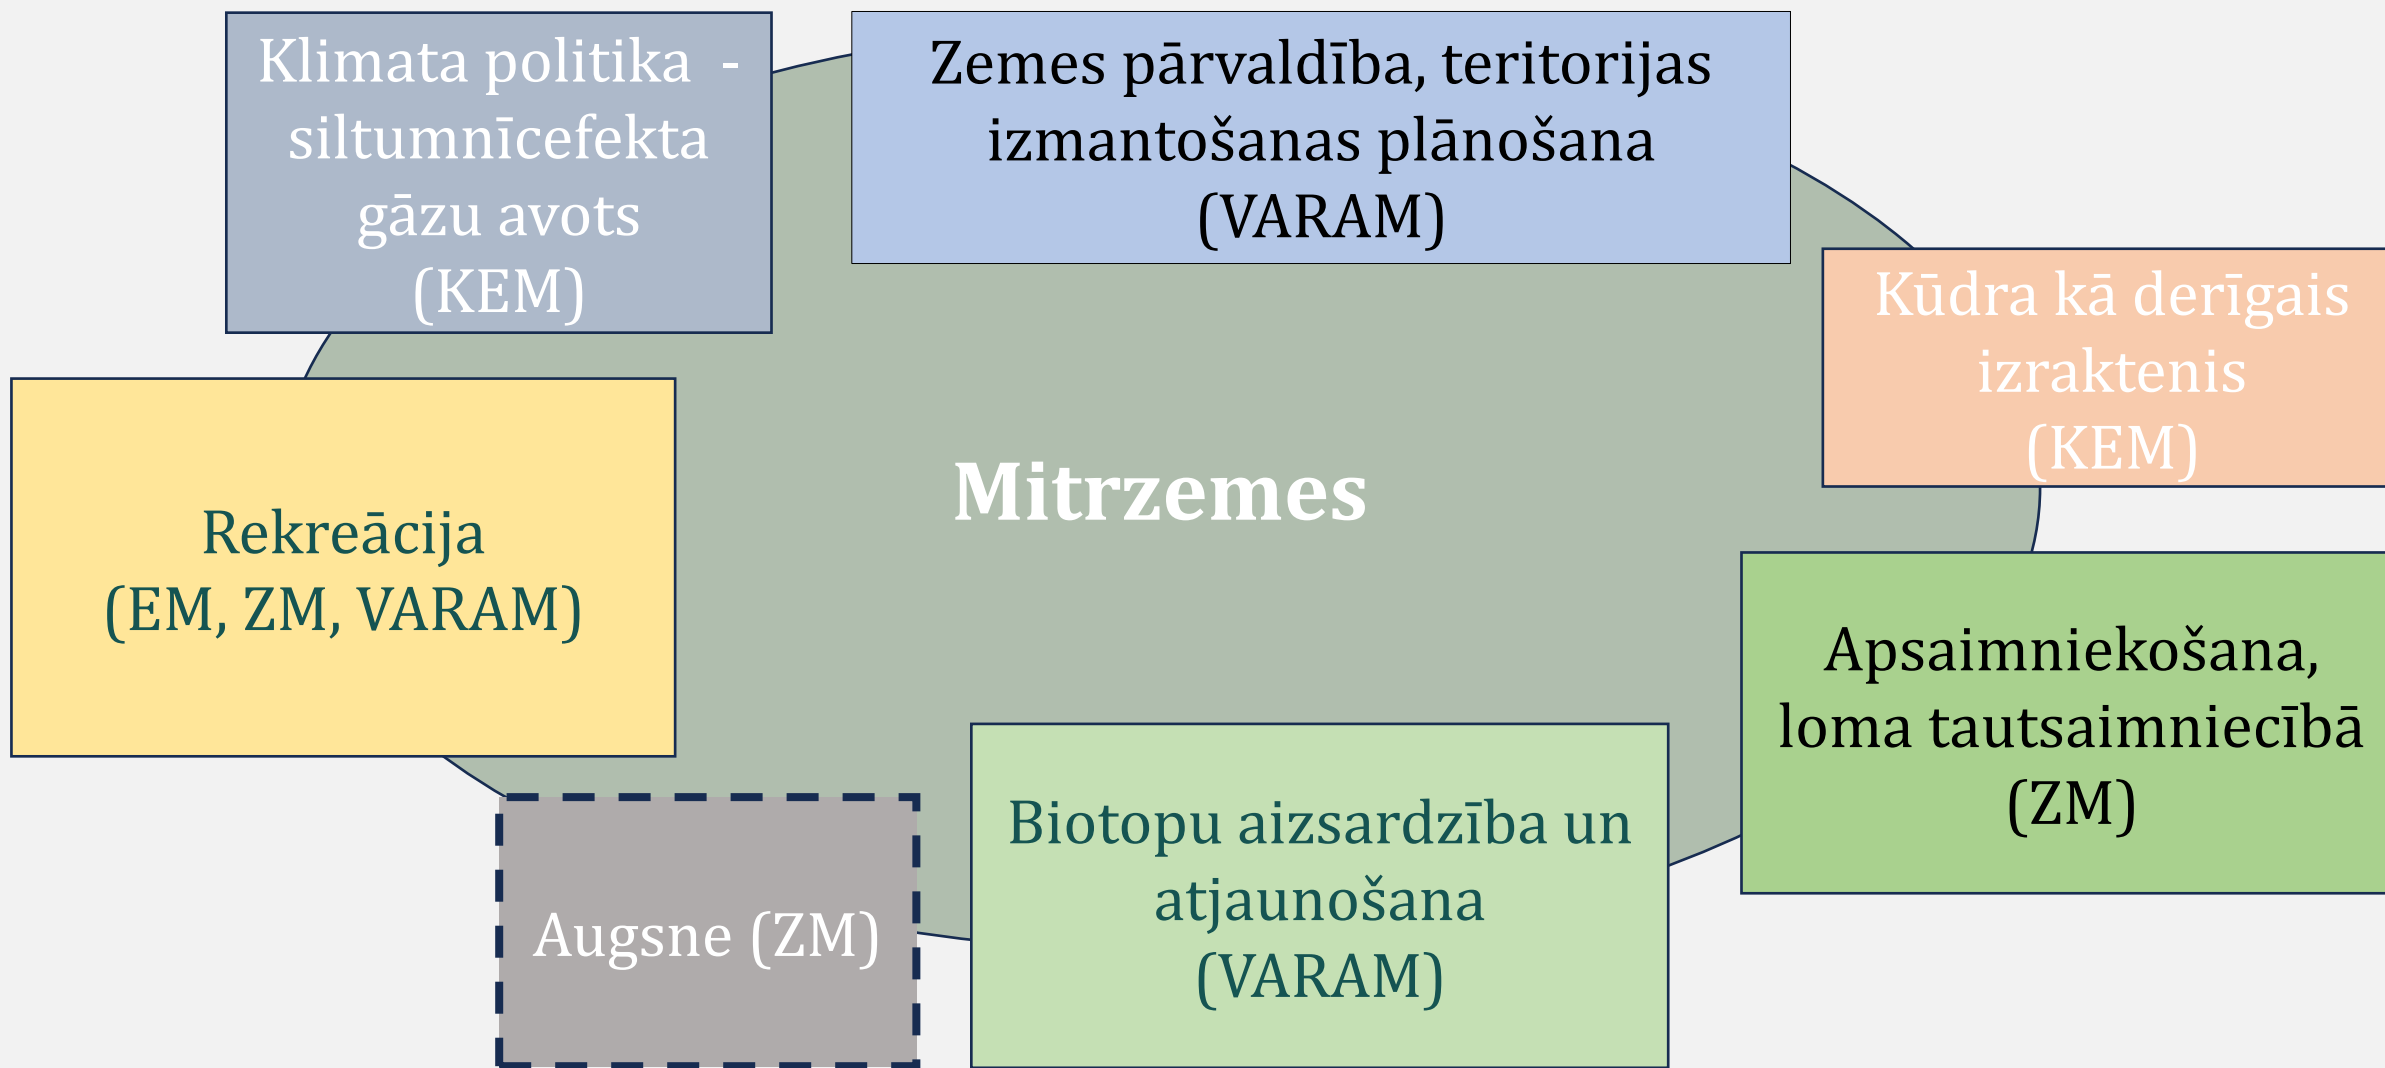 Klimata politika -
siltumnīcefekta
gāzu avots
(KEM)
Zemes pārvaldība, teritorijas
izmantošanas plānošana
(VARAM)
Kūdra kā derīgais
izraktenis
(KEM)
Mitrzemes
Rekreācija
(EM, ZM, VARAM)
Apsaimniekošana,
loma tautsaimniecībā
(ZM)
Biotopu aizsardzība un
atjaunošana
(VARAM)
Augsne (ZM)